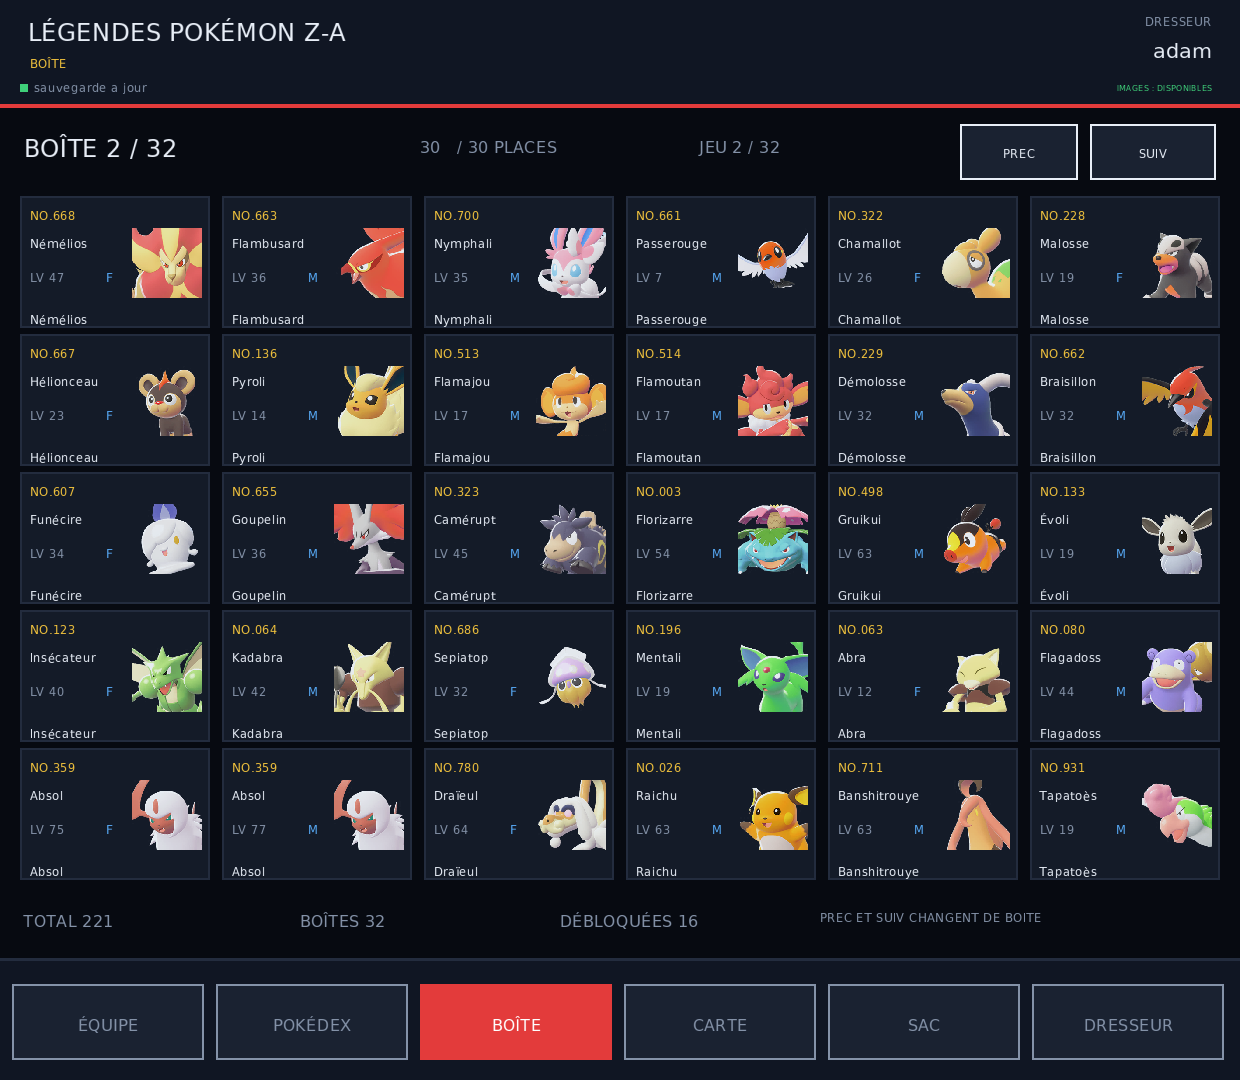 LÉGENDES POKÉMON Z-A
BOÎTE
sauvegarde a jour
DRESSEUR
adam
IMAGES : DISPONIBLES
BOÎTE 2 / 32
30 / 30 PLACES
JEU 2 / 32
PREC
SUIV
NO.668
Némélios
LV 47 F
Némélios
NO.663
Flambusard
LV 36 M
Flambusard
NO.700
Nymphali
LV 35 M
Nymphali
NO.661
Passerouge
LV 7 M
Passerouge
NO.322
Chamallot
LV 26 F
Chamallot
NO.228
Malosse
LV 19 F
Malosse
NO.667
Hélionceau
LV 23 F
Hélionceau
NO.136
Pyroli
LV 14 M
Pyroli
NO.513
Flamajou
LV 17 M
Flamajou
NO.514
Flamoutan
LV 17 M
Flamoutan
NO.229
Démolosse
LV 32 M
Démolosse
NO.662
Braisillon
LV 32 M
Braisillon
NO.607
Funécire
LV 34 F
Funécire
NO.655
Goupelin
LV 36 M
Goupelin
NO.323
Camérupt
LV 45 M
Camérupt
NO.003
Florizarre
LV 54 M
Florizarre
NO.498
Gruikui
LV 63 M
Gruikui
NO.133
Évoli
LV 19 M
Évoli
NO.123
Insécateur
LV 40 F
Insécateur
NO.064
Kadabra
LV 42 M
Kadabra
NO.686
Sepiatop
LV 32 F
Sepiatop
NO.196
Mentali
LV 19 M
Mentali
NO.063
Abra
LV 12 F
Abra
NO.080
Flagadoss
LV 44 M
Flagadoss
NO.359
Absol
LV 75 F
Absol
NO.359
Absol
LV 77 M
Absol
NO.780
Draïeul
LV 64 F
Draïeul
NO.026
Raichu
LV 63 M
Raichu
NO.711
Banshitrouye
LV 63 M
Banshitrouye
NO.931
Tapatoès
LV 19 M
Tapatoès
TOTAL 221
BOÎTES 32
DÉBLOQUÉES 16
PREC ET SUIV CHANGENT DE BOITE
ÉQUIPE
POKÉDEX
BOÎTE
CARTE
SAC
DRESSEUR